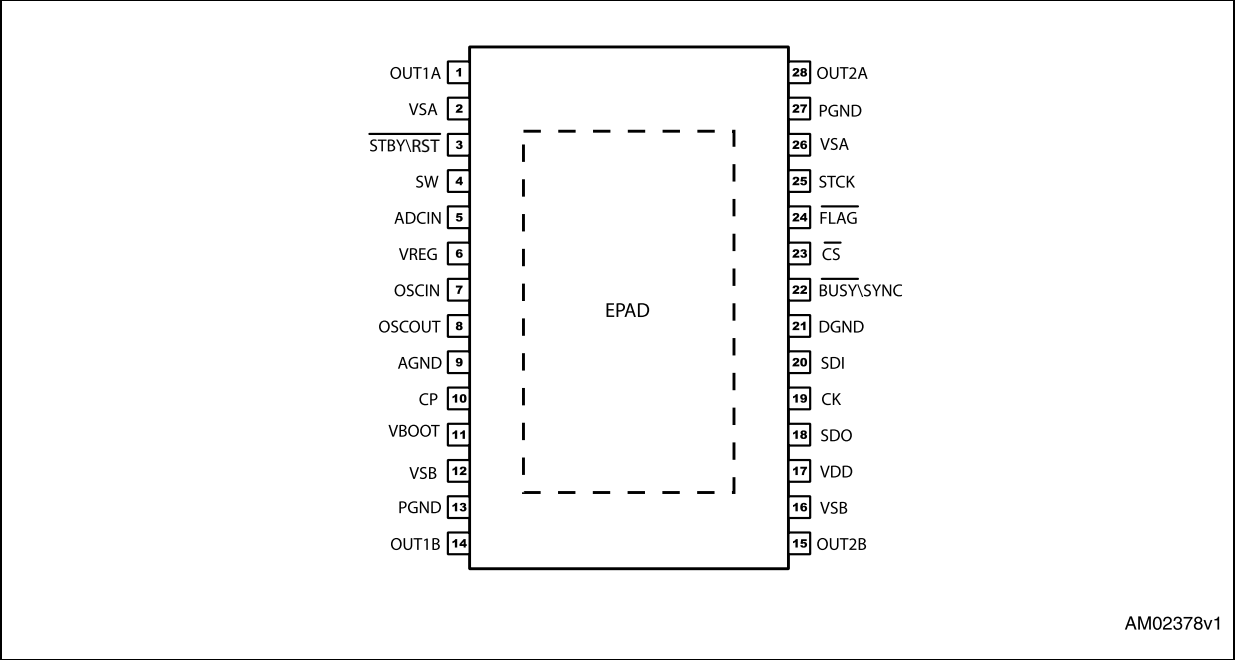 OUT1A 1 28 OUT2A
VSA 2 27 PGND
STBY\RST 3 26 VSA
SW 4 25 STCK
ADCIN 5 24 FLAG
VREG 6 23 CS
OSCIN 7 22 BUSY\SYNC
EPAD
OSCOUT 8 21 DGND
AGND 9 20 SDI
CP 10 19 CK
VBOOT 11 18 SDO
VSB 12 17 VDD
PGND 13 16 VSB
OUT1B 14 15 OUT2B
AM02378v1